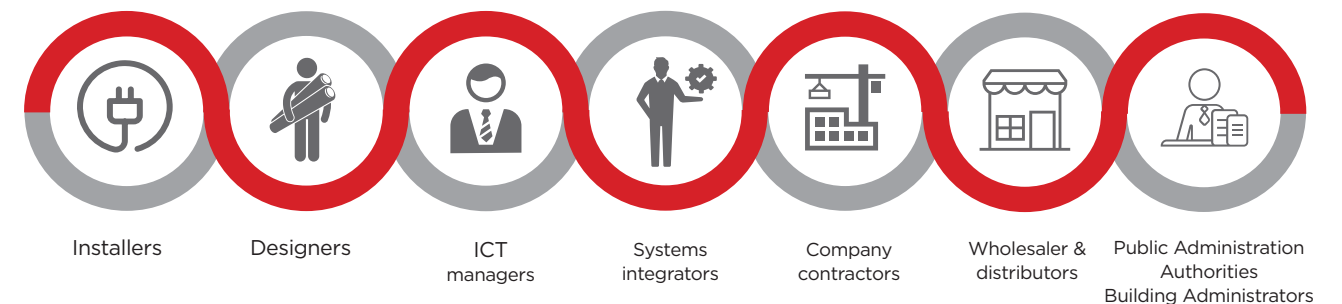 Installers
Designers
ICT
managers
Systems
integrators
Company
contractors
Wholesaler &
distributors
Public Administration
Authorities
Building Administrators